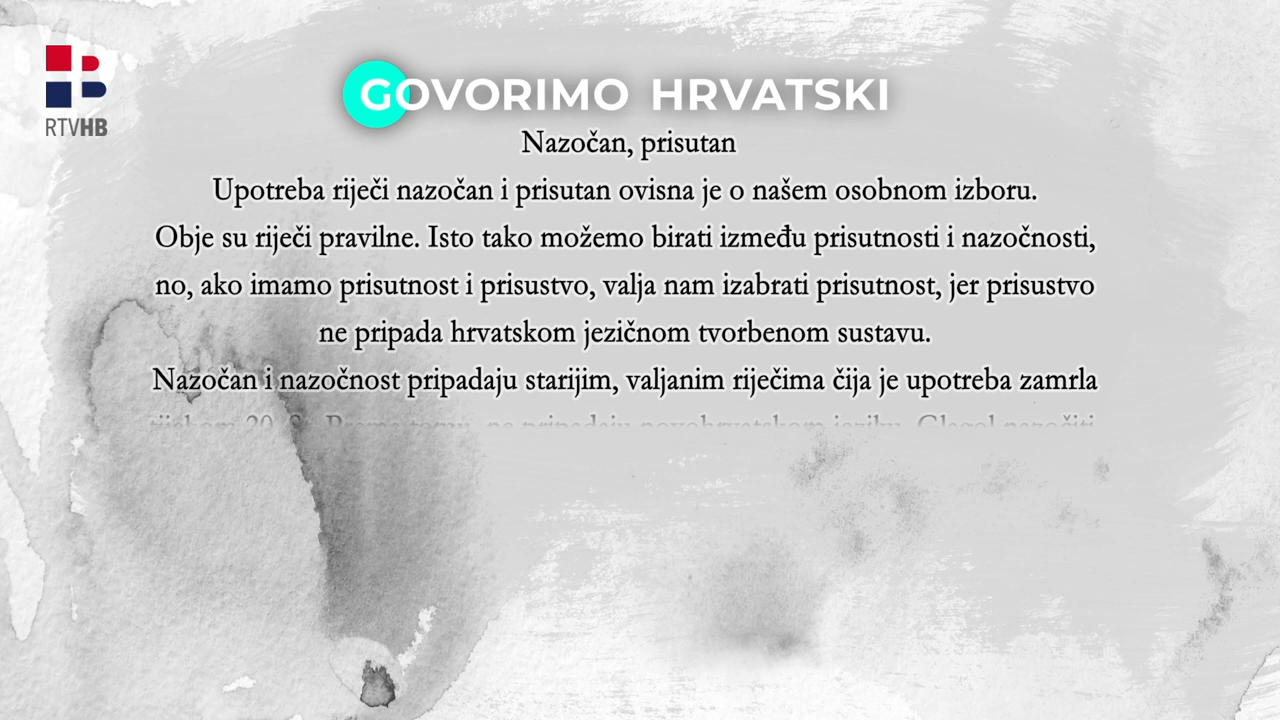 RTVHB
GOVORIMO HRVATSKI
Nazočan, prisutan
Upotreba riječi nazočan i prisutan ovisna je o našem osobnom izboru.
Obje su riječi pravilne. Isto tako možemo birati između prisutnosti i nazočnosti,
no, ako imamo prisutnost i prisustvo, valja nam izabrati prisutnost, jer prisustvo
ne pripada hrvatskom jezičnom tvorbenom sustavu.
Nazočan i nazočnost pripadaju starijim, valjanim riječima čija je upotreba zamrla